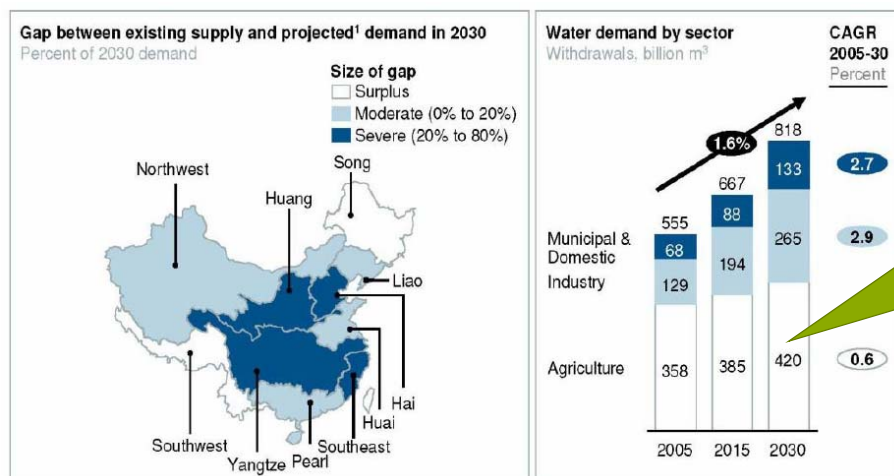 Gap between existing supply and projected¹ demand in 2030
Percent of 2030 demand
Size of gap
Surplus
Moderate (0% to 20%)
Severe (20% to 80%)
Song
Northwest
Huang
Liao
Hai
Huai
Southeast
Pearl
Yangtze
Southwest
Water demand by sector
Withdrawals, billion m³
CAGR
2005-30
Percent
1.6%
818
667
555
133
88
68
2.7
Municipal &
Domestic
265
194
129
2.9
Industry
Agriculture
358
385
420
0.6
2005
2015
2030